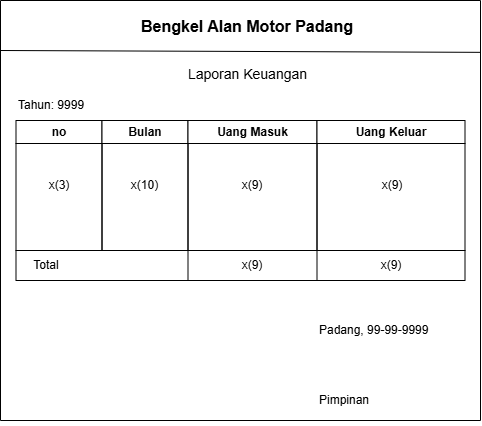 Bengkel Alan Motor Padang
Laporan Keuangan
Tahun: 9999
no Bulan Uang Masuk Uang Keluar
x(3) x(10) x(9) x(9)
Total x(9) x(9)
Padang, 99-99-9999
Pimpinan